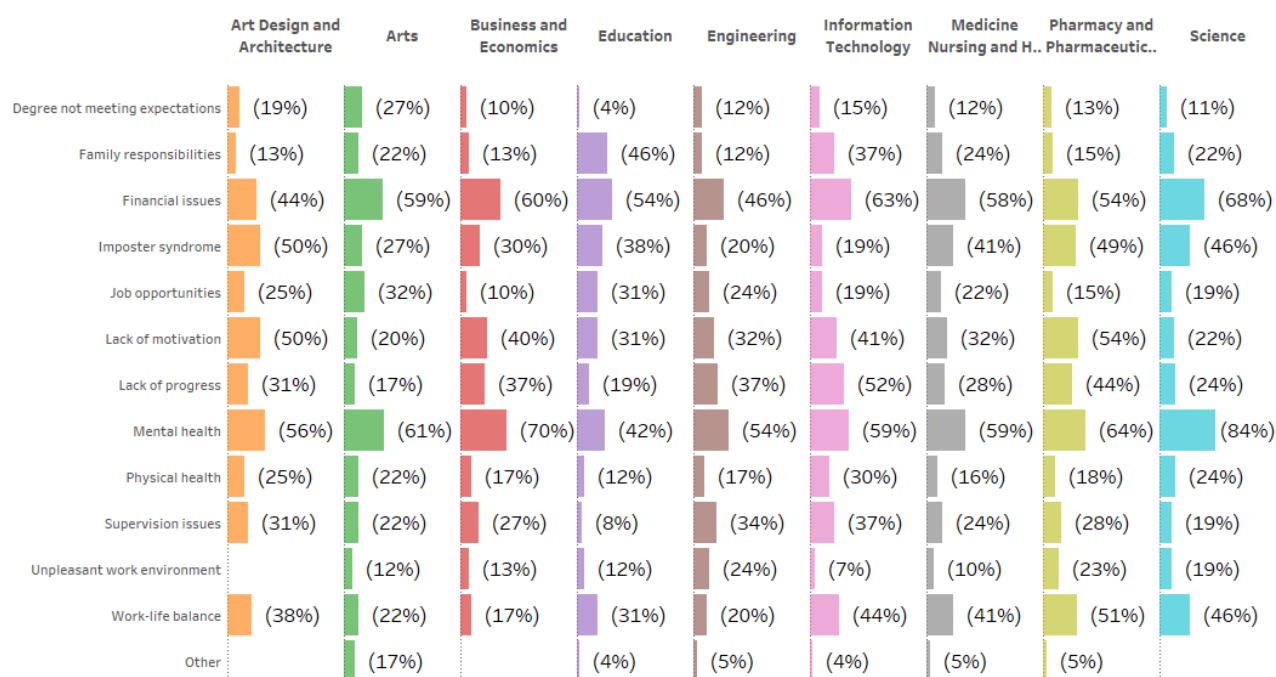 Art Design and Architecture Arts Business and Economics Education Engineering Information Technology Medicine Nursing and H.. Pharmacy and Pharmaceutic.. Science
Degree not meeting expectations (19%) (27%) (10%) (4%) (12%) (15%) (12%) (13%) (11%)
Family responsibilities (13%) (22%) (13%) (46%) (12%) (37%) (24%) (15%) (22%)
Financial issues (44%) (59%) (60%) (54%) (46%) (63%) (58%) (54%) (68%)
Imposter syndrome (50%) (27%) (30%) (38%) (20%) (19%) (41%) (49%) (46%)
Job opportunities (25%) (32%) (10%) (31%) (24%) (19%) (22%) (15%) (19%)
Lack of motivation (50%) (20%) (40%) (31%) (32%) (41%) (32%) (54%) (22%)
Lack of progress (31%) (17%) (37%) (19%) (37%) (52%) (28%) (44%) (24%)
Mental health (56%) (61%) (70%) (42%) (54%) (59%) (59%) (64%) (84%)
Physical health (25%) (22%) (17%) (12%) (17%) (30%) (16%) (18%) (24%)
Supervision issues (31%) (22%) (27%) (8%) (34%) (37%) (24%) (28%) (19%)
Unpleasant work environment (12%) (13%) (12%) (24%) (7%) (10%) (23%) (19%)
Work-life balance (38%) (22%) (17%) (31%) (20%) (44%) (41%) (51%) (46%)
Other (17%) (4%) (5%) (4%) (5%) (5%)